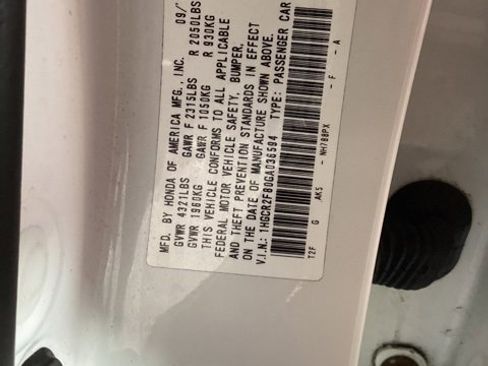 MFD. BY HONDA OF AMERICA MFG., INC. 09/
GVWR 4321LBS GAWR F 2315LBS R 2050LBS
GVWR 1960KG GAWR F 1050KG R 930KG
THIS VEHICLE CONFORMS TO ALL APPLICABLE
FEDERAL MOTOR VEHICLE SAFETY, BUMPER,
AND THEFT PREVENTION STANDARDS IN EFFECT
ON THE DATE OF MANUFACTURE SHOWN ABOVE.
V.I.N.: 1HGCR2F80GA036594 TYPE: PASSENGER CAR
T2F G AK5 - NH788PX - F - A